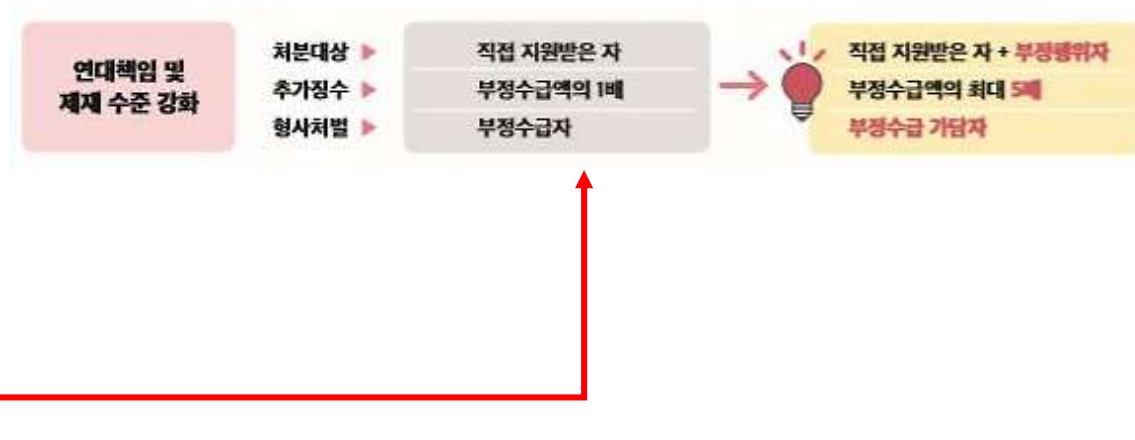 연대책임 및
제재 수준 강화
처분대상 ▶ 직접 지원받은 자 → 직접 지원받은 자 + 부정행위자
추가징수 ▶ 부정수급액의 1배 → 부정수급액의 최대 5배
형사처벌 ▶ 부정수급자 → 부정수급 가담자